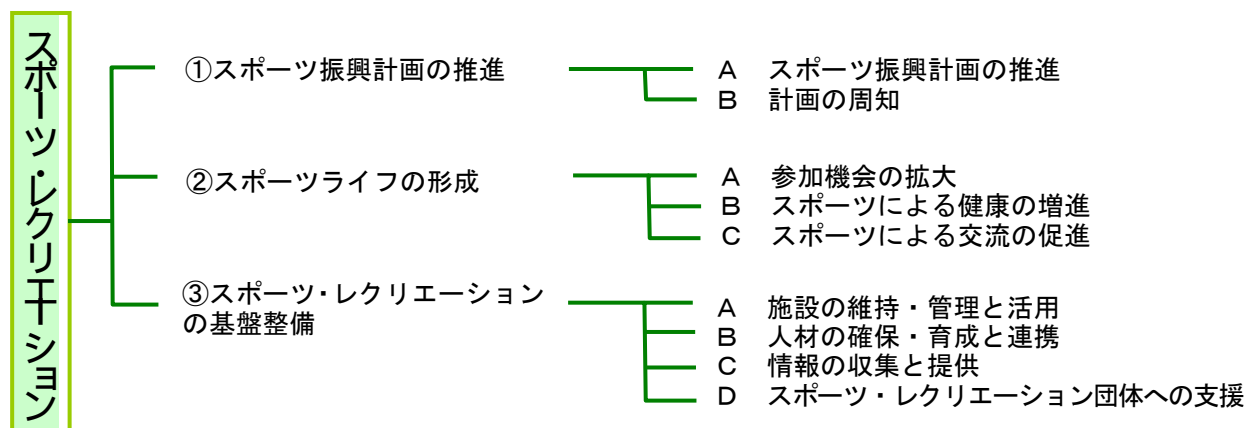 スポーツ・レクリエーション
①スポーツ振興計画の推進
A スポーツ振興計画の推進
B 計画の周知
②スポーツライフの形成
A 参加機会の拡大
B スポーツによる健康の増進
C スポーツによる交流の促進
③スポーツ・レクリエーション
の基盤整備
A 施設の維持・管理と活用
B 人材の確保・育成と連携
C 情報の収集と提供
D スポーツ・レクリエーション団体への支援